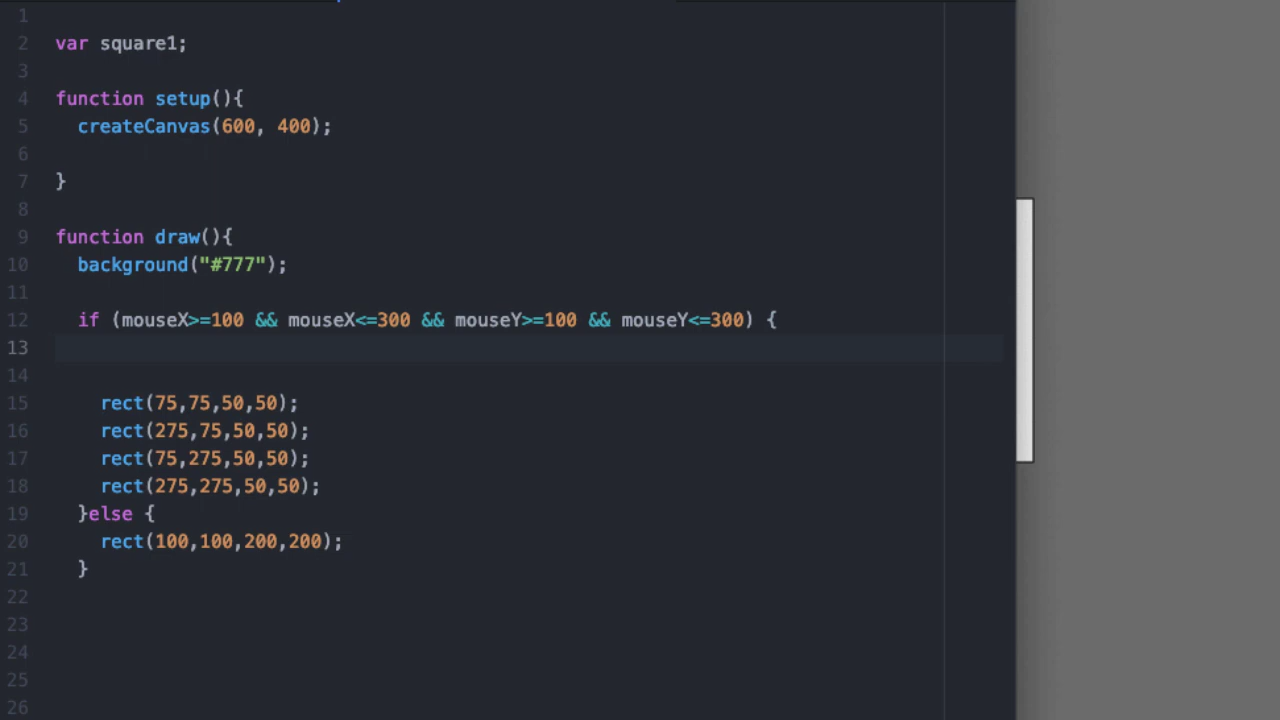 1
2 var square1;
3
4 function setup(){
5 createCanvas(600, 400);
6
7 }
8
9 function draw(){
10 background("#777");
11
12 if (mouseX>=100 && mouseX<=300 && mouseY>=100 && mouseY<=300) {
13
14
15 rect(75,75,50,50);
16 rect(275,75,50,50);
17 rect(75,275,50,50);
18 rect(275,275,50,50);
19 }else {
20 rect(100,100,200,200);
21 }
22
23
24
25
26